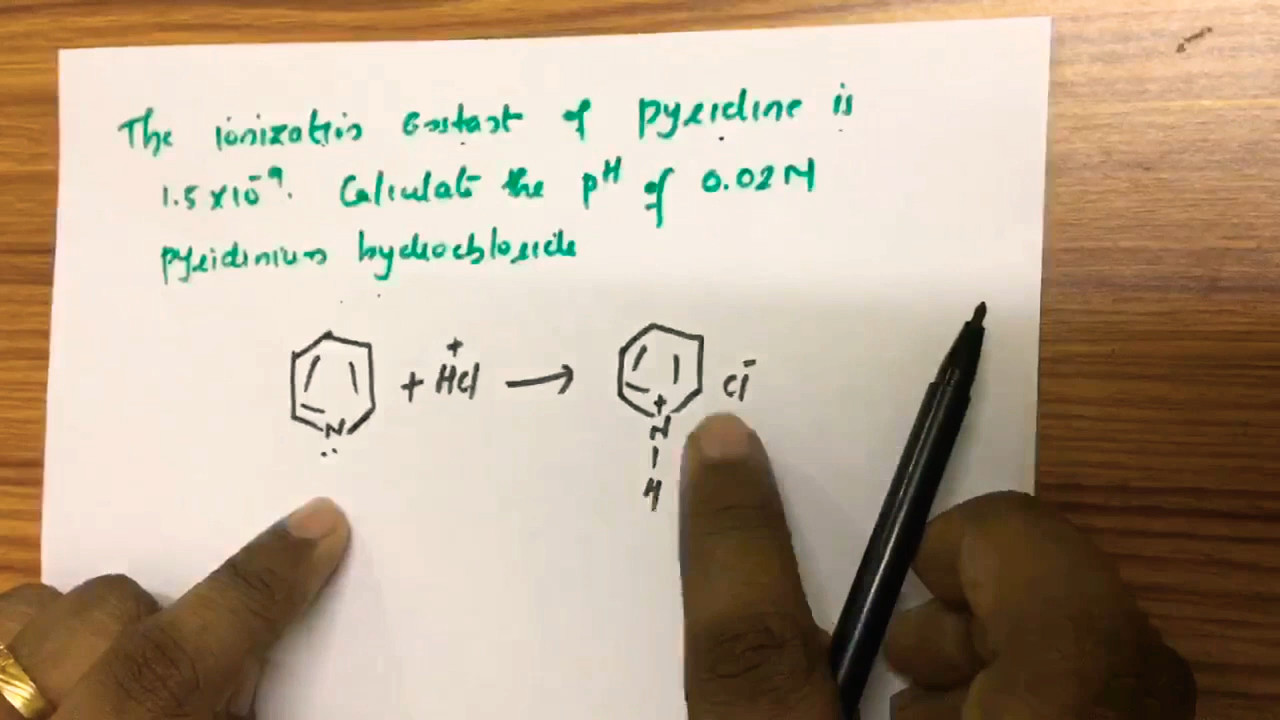 The ionization constant of pyridine is
1.5 x 10⁻⁹. Calculate the pH of 0.02M
pyridinium hydrochloride
N + HCl⁺ → N⁺ Cl⁻
H